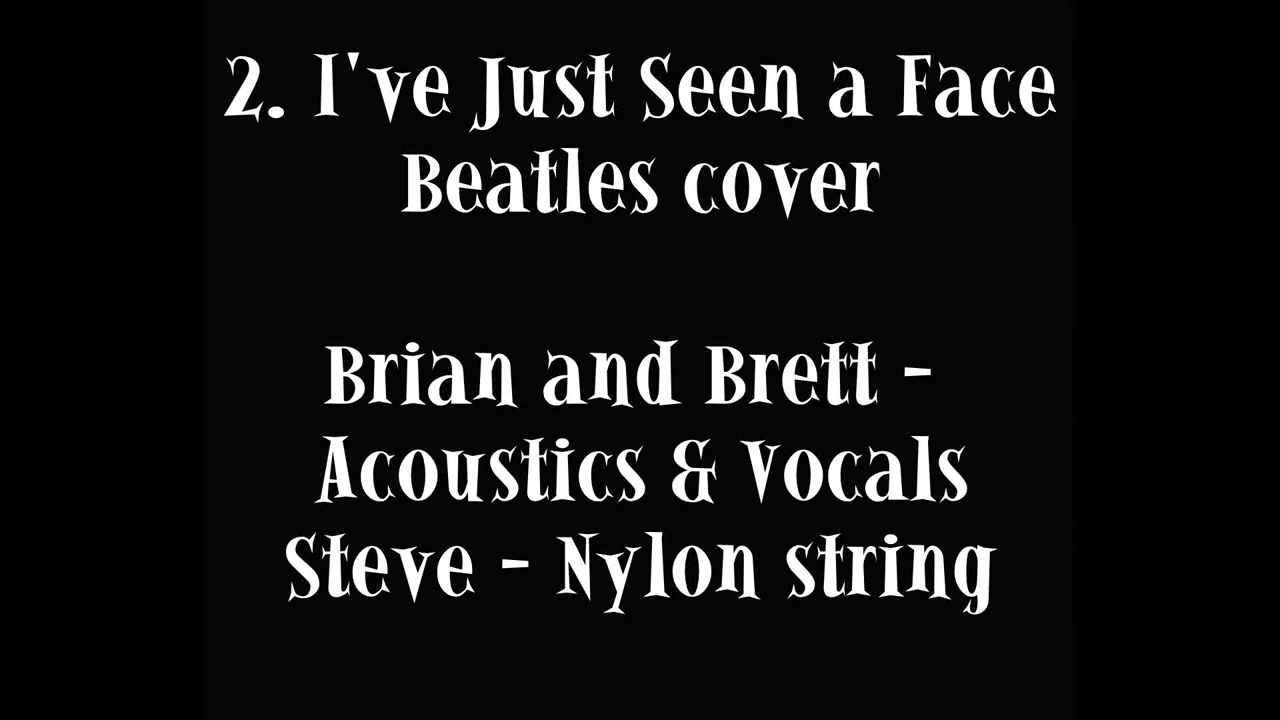 2. I've Just Seen a Face
Beatles cover
Brian and Brett -
Acoustics & Vocals
Steve - Nylon string